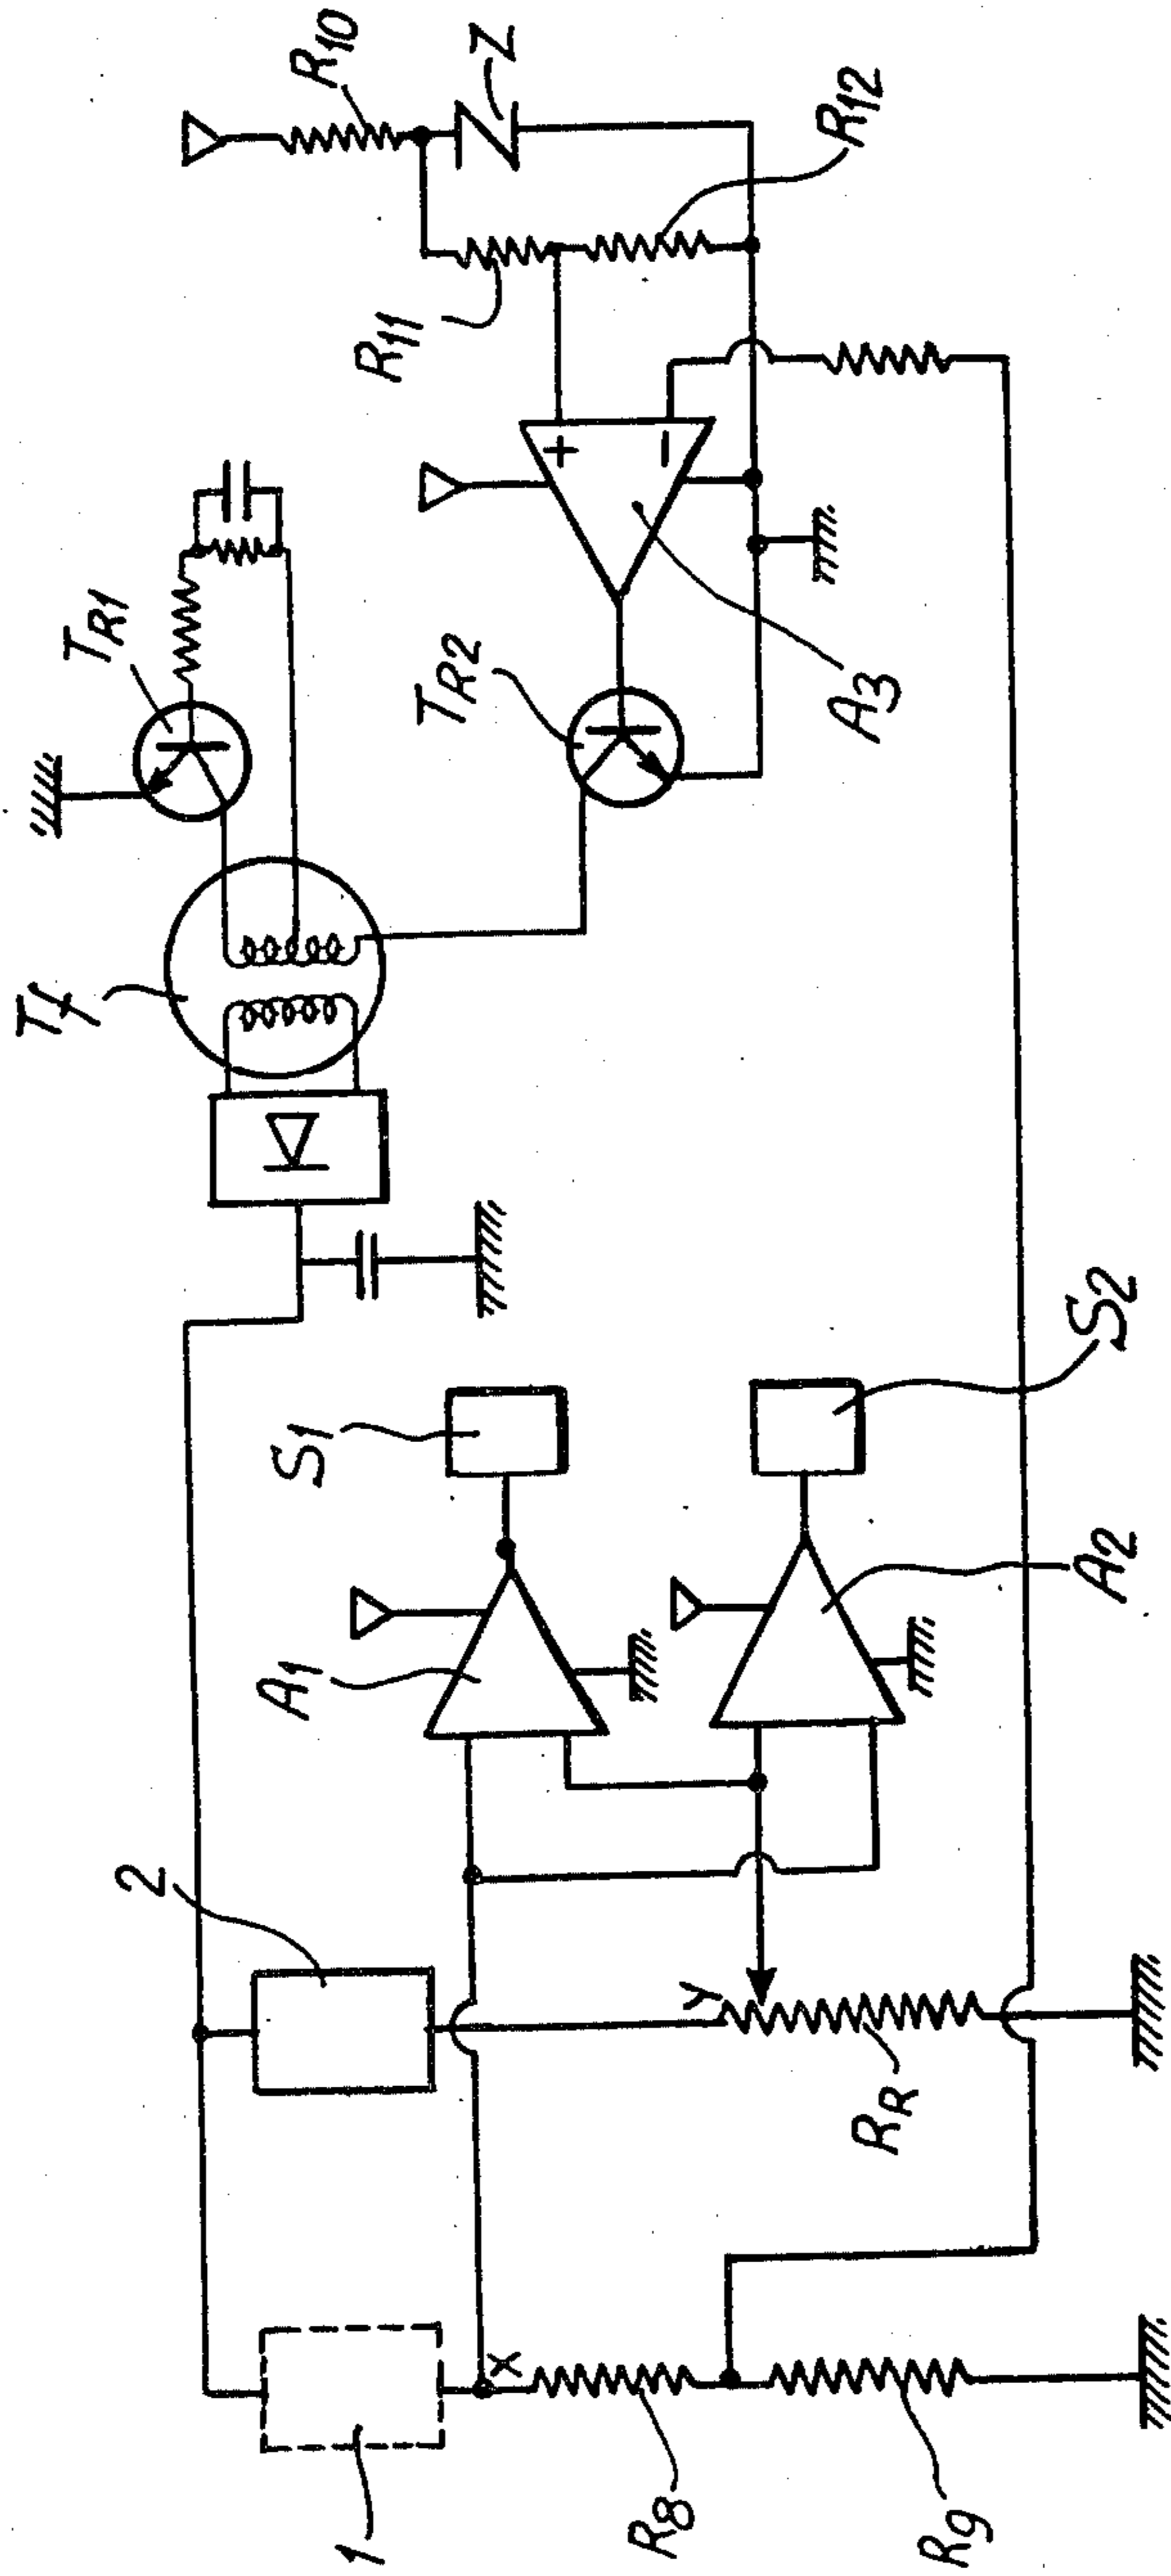 1
2
X
Y
R8
R9
RR
A1
A2
S1
S2
Tf
TR1
TR2
A3
+
−
R11
R12
R10
Z